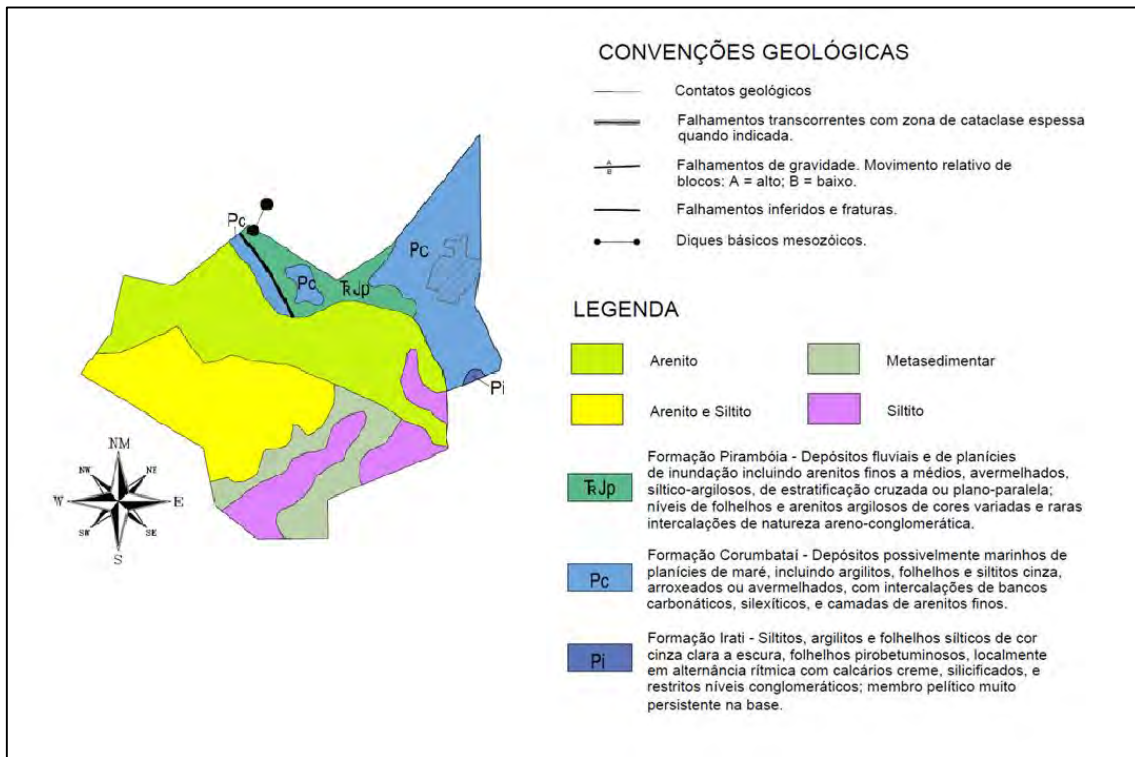 CONVENÇÕES GEOLÓGICAS
Contatos geológicos
Falhamentos transcorrentes com zona de cataclase espessa
quando indicada.
A
B
Falhamentos de gravidade. Movimento relativo de
blocos: A = alto; B = baixo.
Falhamentos inferidos e fraturas.
Diques básicos mesozóicos.
Pc
Pc
Pc
TRJp
Pi
NM
NW
NE
W
E
SW
SE
S
LEGENDA
Arenito
Metasedimentar
Arenito e Siltito
Siltito
TRJp
Formação Pirambóia - Depósitos fluviais e de planícies
de inundação incluindo arenitos finos a médios, avermelhados,
síltico-argilosos, de estratificação cruzada ou plano-paralela;
níveis de folhelhos e arenitos argilosos de cores variadas e raras
intercalações de natureza areno-conglomerática.
Pc
Formação Corumbataí - Depósitos possivelmente marinhos de
planícies de maré, incluindo argilitos, folhelhos e siltitos cinza,
arroxeados ou avermelhados, com intercalações de bancos
carbonáticos, silexíticos, e camadas de arenitos finos.
Pi
Formação Irati - Siltitos, argilitos e folhelhos sílticos de cor
cinza clara a escura, folhelhos pirobetuminosos, localmente
em alternância rítmica com calcários creme, silicificados, e
restritos níveis conglomeráticos; membro pelítico muito
persistente na base.